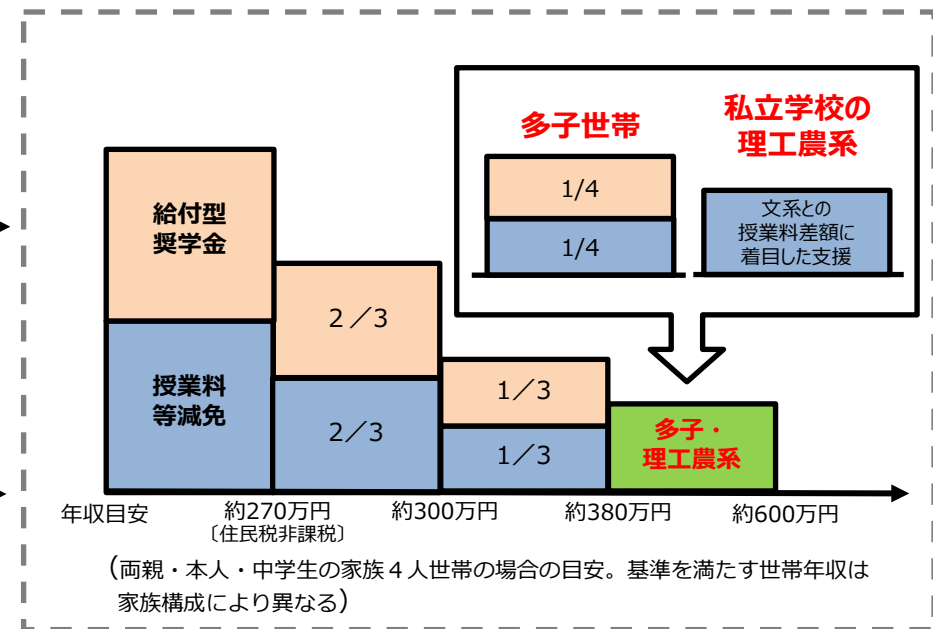 多子世帯
私立学校の
理工農系
1/4
1/4
文系との
授業料差額に
着目した支援
給付型
奨学金
授業料
等減免
2／3
2／3
1／3
1／3
多子・
理工農系
年収目安
約270万円
〔住民税非課税〕
約300万円
約380万円
約600万円
(両親・本人・中学生の家族４人世帯の場合の目安。基準を満たす世帯年収は
家族構成により異なる)